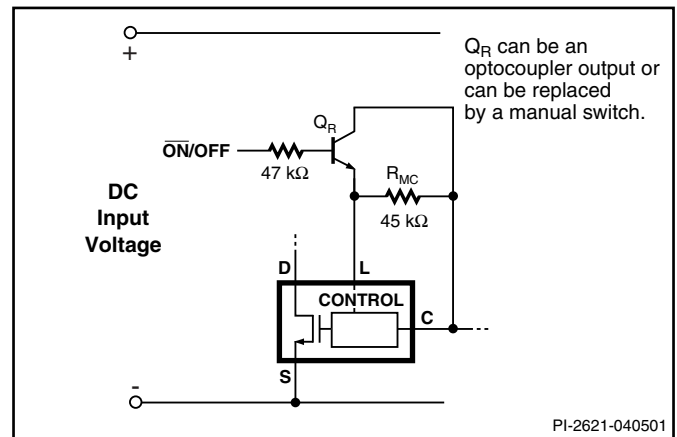 +
Q_R can be an
optocoupler output or
can be replaced
by a manual switch.
Q_R
ON/OFF
47 kΩ
R_MC
45 kΩ
DC
Input
Voltage
D
L
CONTROL
C
S
-
PI-2621-040501